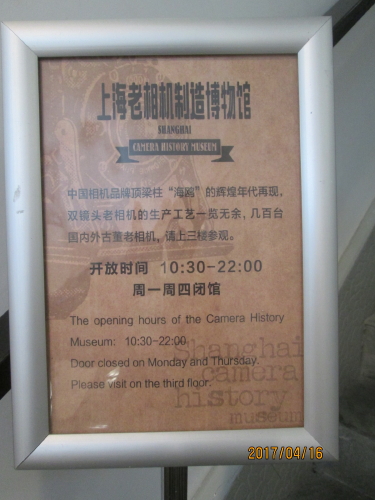 上海老相机制造博物馆
SHANGHAI
CAMERA HISTORY MUSEUM
中国相机品牌顶梁柱“海鸥”的辉煌年代再现，
双镜头老相机的生产工艺一览无余，几百台
国内外古董老相机，请上三楼参观。
开放时间 10:30-22:00
周一周四闭馆
The opening hours of the Camera History
Museum: 10:30-22:00
Door closed on Monday and Thursday.
Please visit on the third floor.
shanghai
camera
history
museum
2017/04/16